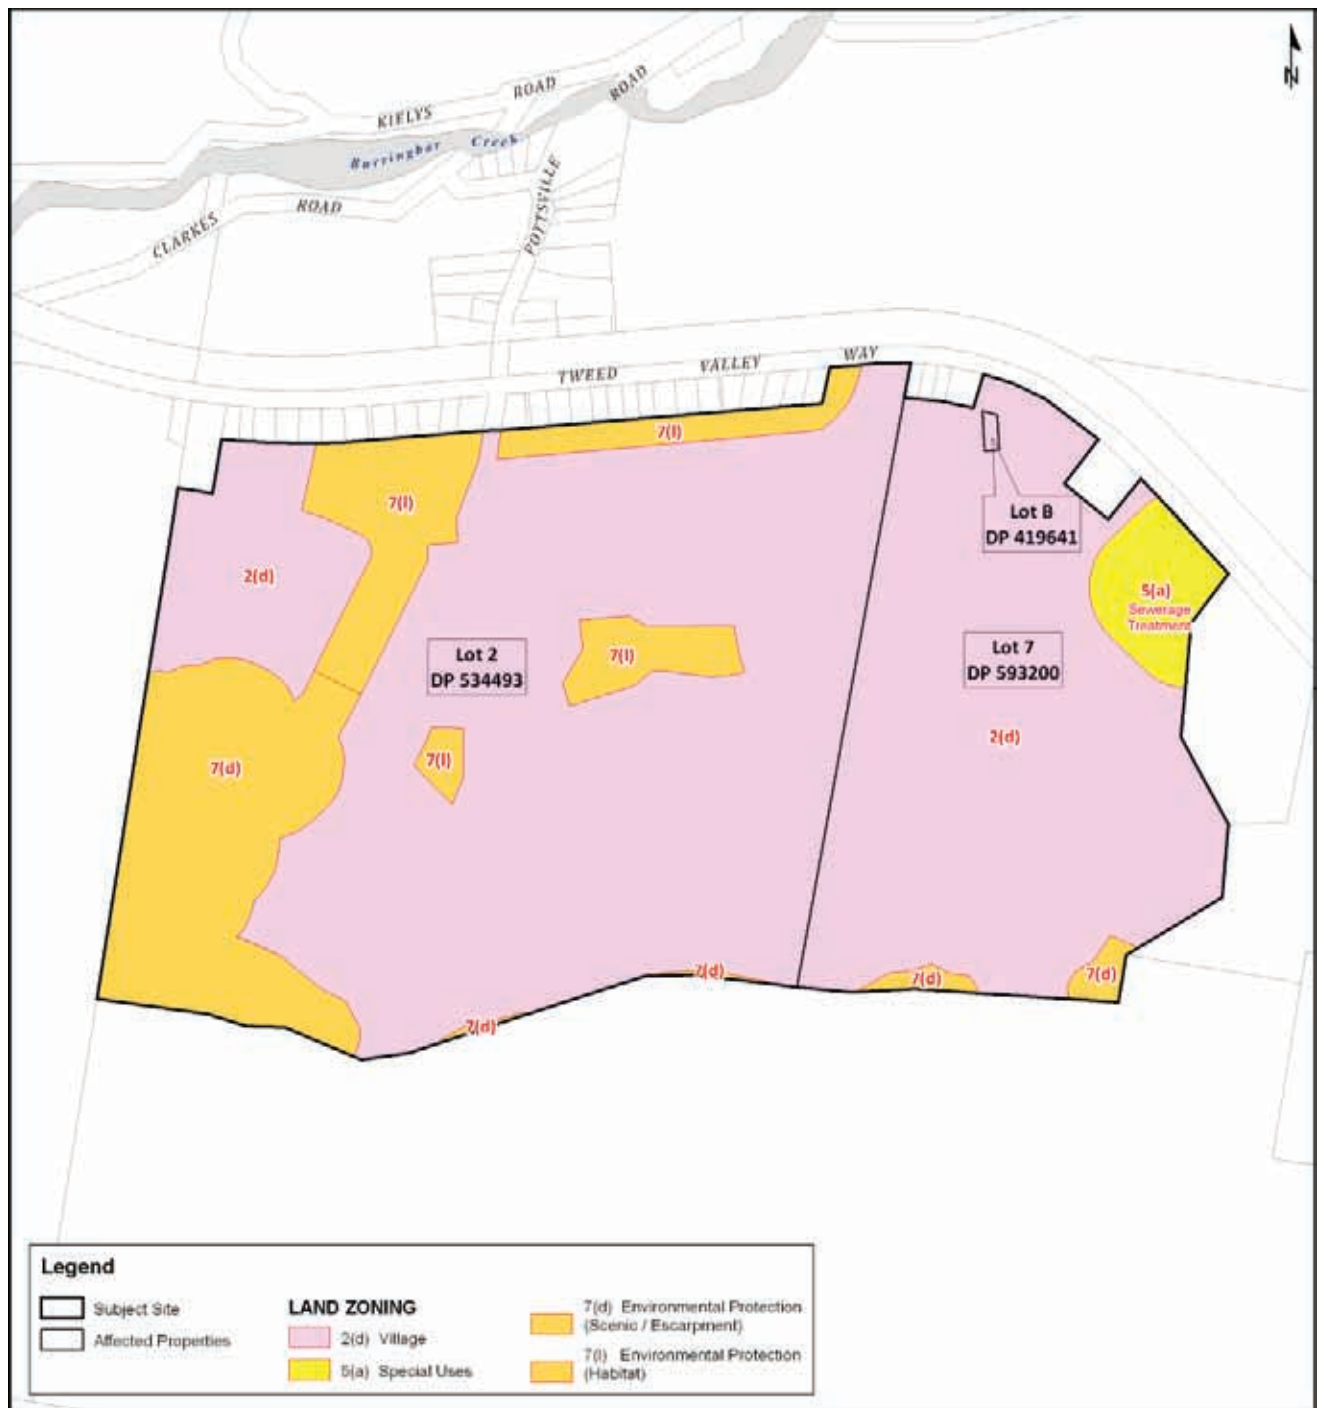 N
KIELYS ROAD
ROAD
Burringbar Creek
CLARKES ROAD
POTTSVILLE
TWEED VALLEY WAY
7(l)
7(l)
Lot B
DP 419641
2(d)
5(a)
Sewerage
Treatment
Lot 2
DP 534493
7(l)
Lot 7
DP 593200
2(d)
7(l)
7(d)
7(d)
7(d)
7(d)
7(d)
Legend
Subject Site
Affected Properties
LAND ZONING
2(d) Village
5(a) Special Uses
7(d) Environmental Protection
(Scenic / Escarpment)
7(l) Environmental Protection
(Habitat)